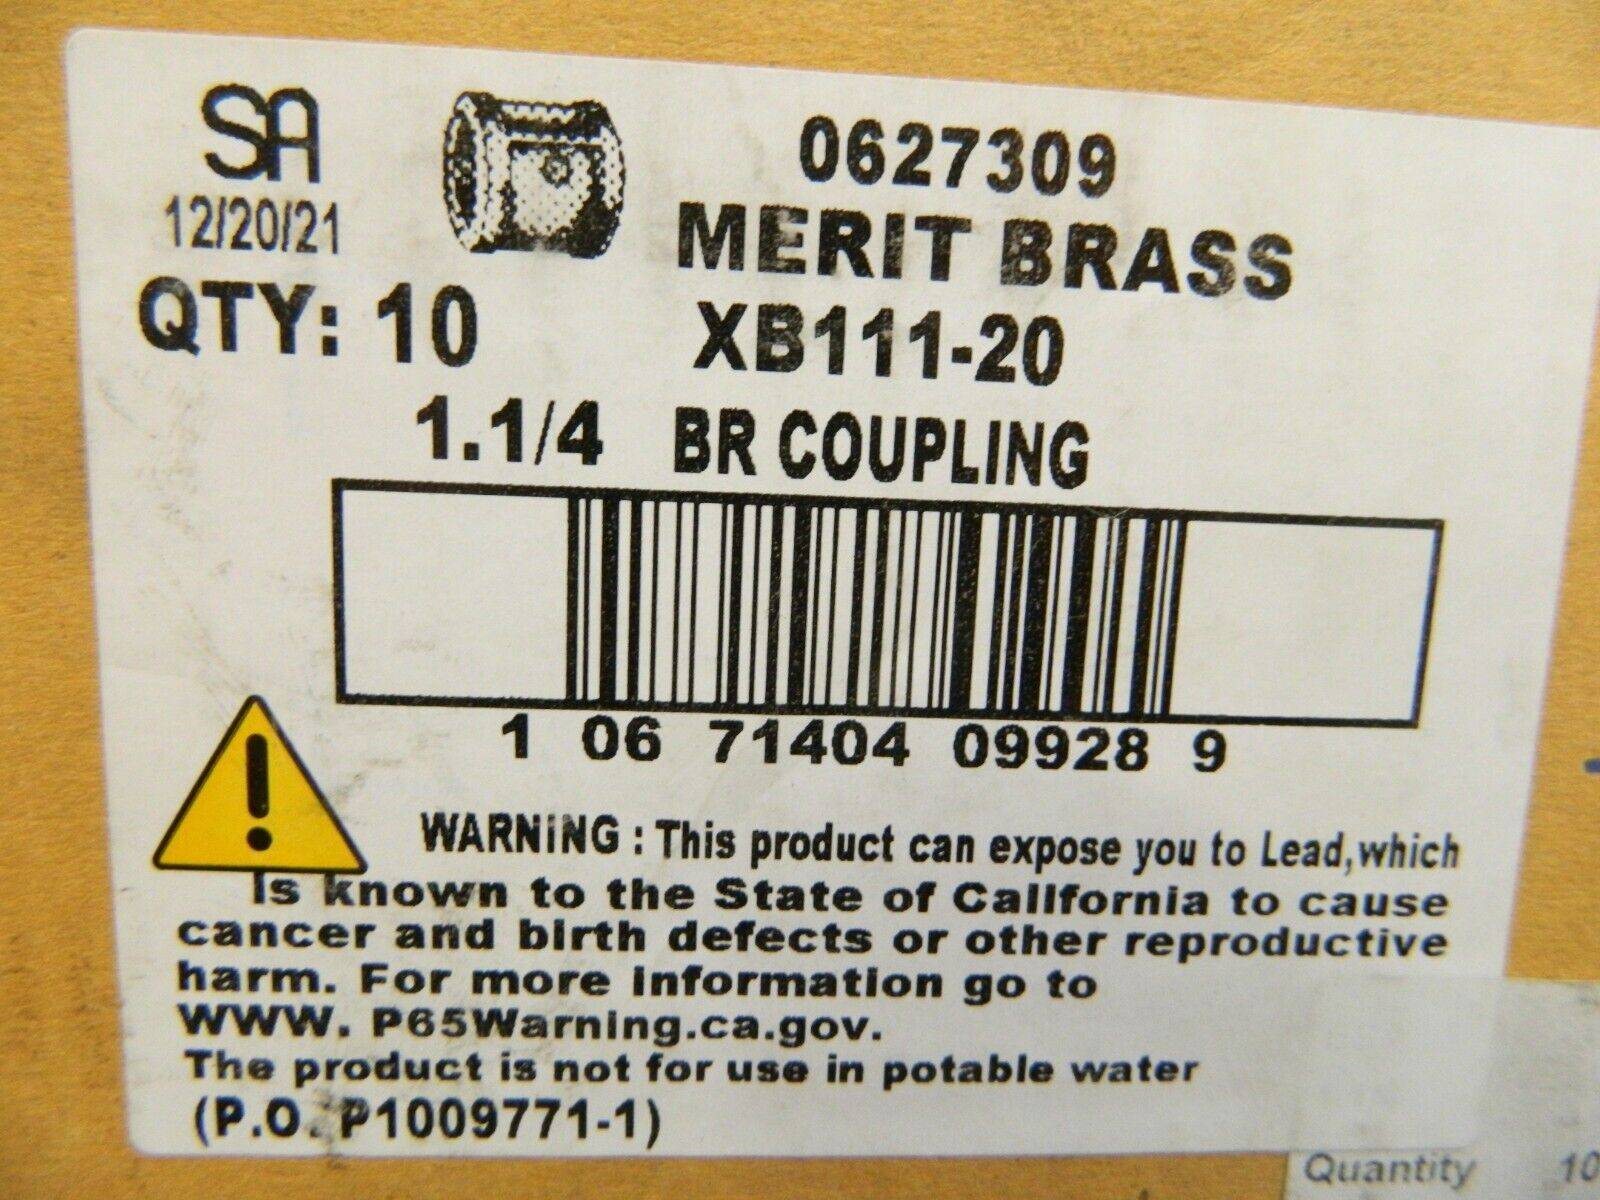 SA
12/20/21
0627309
MERIT BRASS
QTY: 10
XB111-20
1.1/4 BR COUPLING
1 06 71404 09928 9
WARNING : This product can expose you to Lead,which
Is known to the State of CalIfornia to cause
cancer and birth defects or other reproductive
harm. For more Information go to
WWW. P65Warning.ca.gov.
The product is not for use in potable water
(P.O. P1009771-1)
Quantity 10